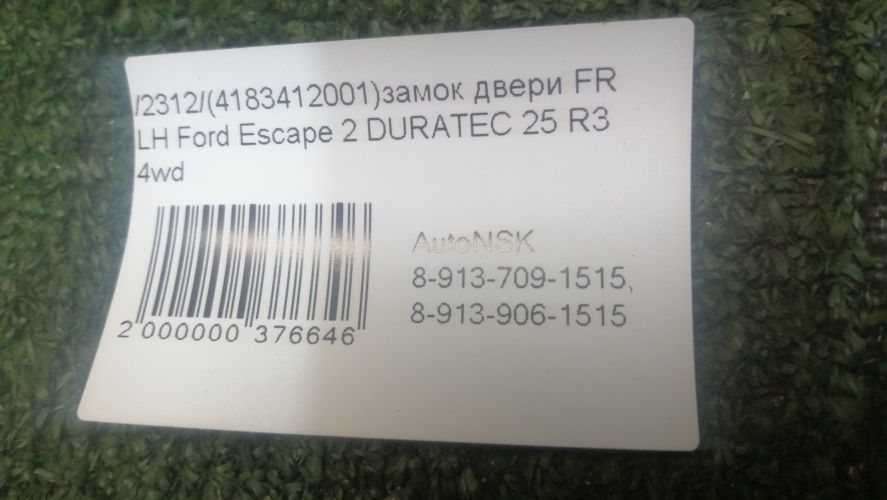 /2312/(4183412001)замок двери FR
LH Ford Escape 2 DURATEC 25 R3
4wd
AutoNSK
8-913-709-1515,
8-913-906-1515
2 000000 376646